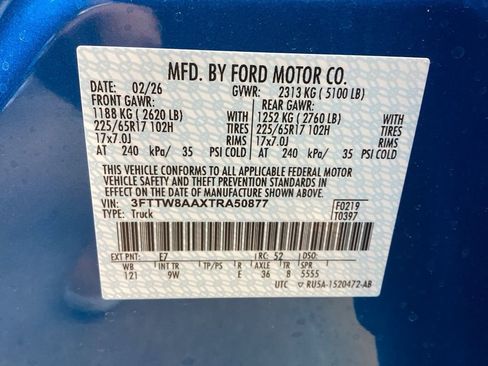 MFD. BY FORD MOTOR CO.
DATE: 02/26 GVWR: 2313 KG ( 5100 LB)
FRONT GAWR: REAR GAWR:
1188 KG ( 2620 LB) WITH 1252 KG ( 2760 LB) WITH
225/65R17 102H TIRES 225/65R17 102H TIRES
17x7.0J RIMS 17x7.0J RIMS
AT 240 kPa/ 35 PSI COLD AT 240 kPa/ 35 PSI COLD
THIS VEHICLE CONFORMS TO ALL APPLICABLE FEDERAL MOTOR
VEHICLE SAFETY AND THEFT PREVENTION STANDARDS IN
EFFECT ON THE DATE OF MANUFACTURE SHOWN ABOVE.
VIN: 3FTTW8AAXTRA50877 F0219
TYPE: Truck T0397
EXT PNT: E7 RC: 52 DSO:
WB INT TR TP/PS R AXLE TR SPR
121 9W E 36 8 5555
UTC RU5A-1520472-AB